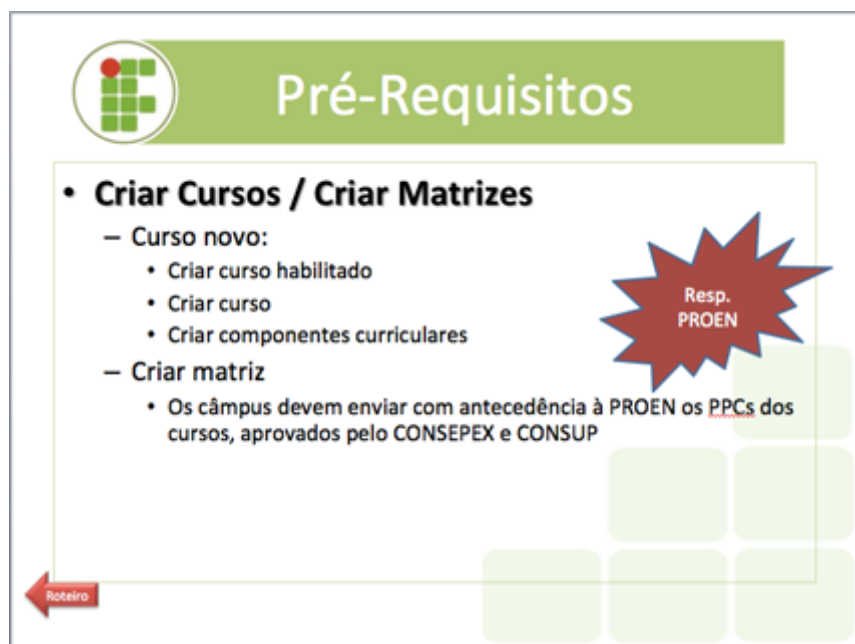 Pré-Requisitos
• Criar Cursos / Criar Matrizes
– Curso novo:
• Criar curso habilitado
• Criar curso
• Criar componentes curriculares
Resp.
PROEN
– Criar matriz
• Os câmpus devem enviar com antecedência à PROEN os PPCs dos
cursos, aprovados pelo CONSEPEX e CONSUP
Roteiro